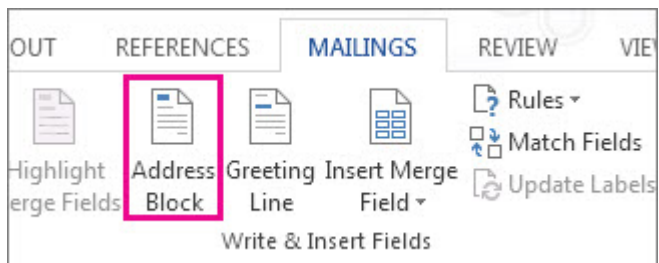 OUT REFERENCES MAILINGS REVIEW VIE
Rules
Match Fields
Update Labels
Highlight Address Greeting Insert Merge
erge Fields Block Line Field
Write & Insert Fields